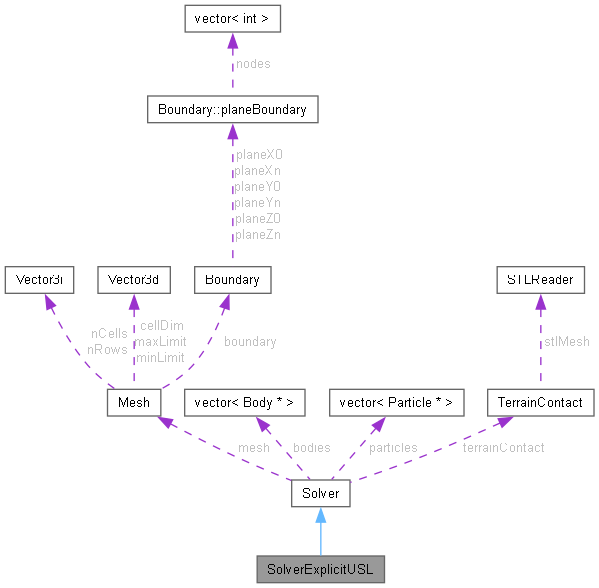 vector< int >
nodes
Boundary::planeBoundary
planeX0
planeXn
planeY0
planeYn
planeZ0
planeZn
Vector3i
Vector3d
Boundary
STLReader
nCells
nRows
cellDim
maxLimit
minLimit
boundary
stlMesh
Mesh
vector< Body * >
vector< Particle * >
TerrainContact
mesh
bodies
particles
terrainContact
Solver
SolverExplicitUSL